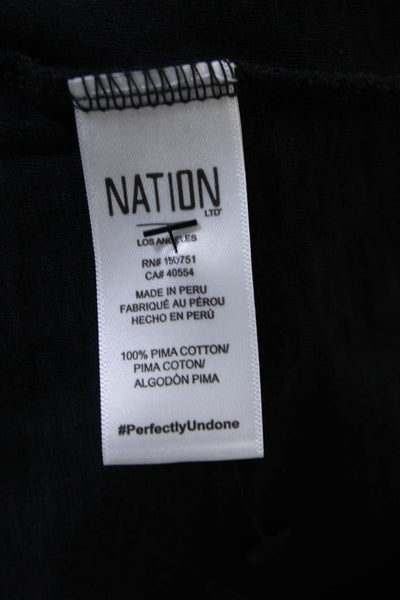 NATION
LTD
LOS ANGELES
RN# 150751
CA# 40554
MADE IN PERU
FABRIQUÉ AU PÉROU
HECHO EN PERÙ
100% PIMA COTTON/
PIMA COTON/
ALGODÓN PIMA
#PerfectlyUndone